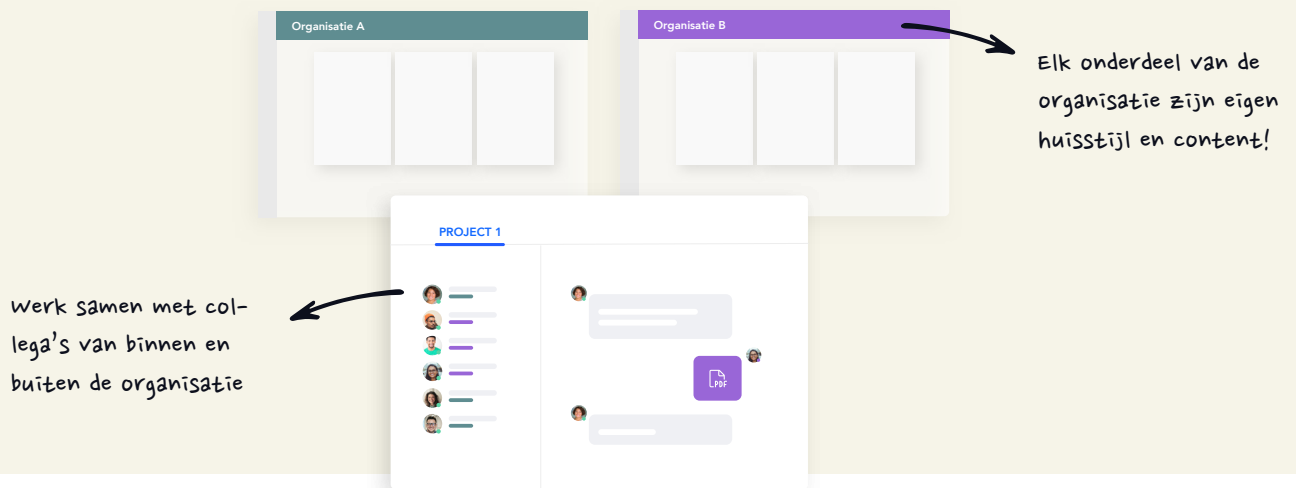 Organisatie A
Organisatie B
Elk onderdeel van de
organisatie zijn eigen
huisstijl en content!
PROJECT 1
Werk samen met col-
lega's van binnen en
buiten de organisatie
PDF